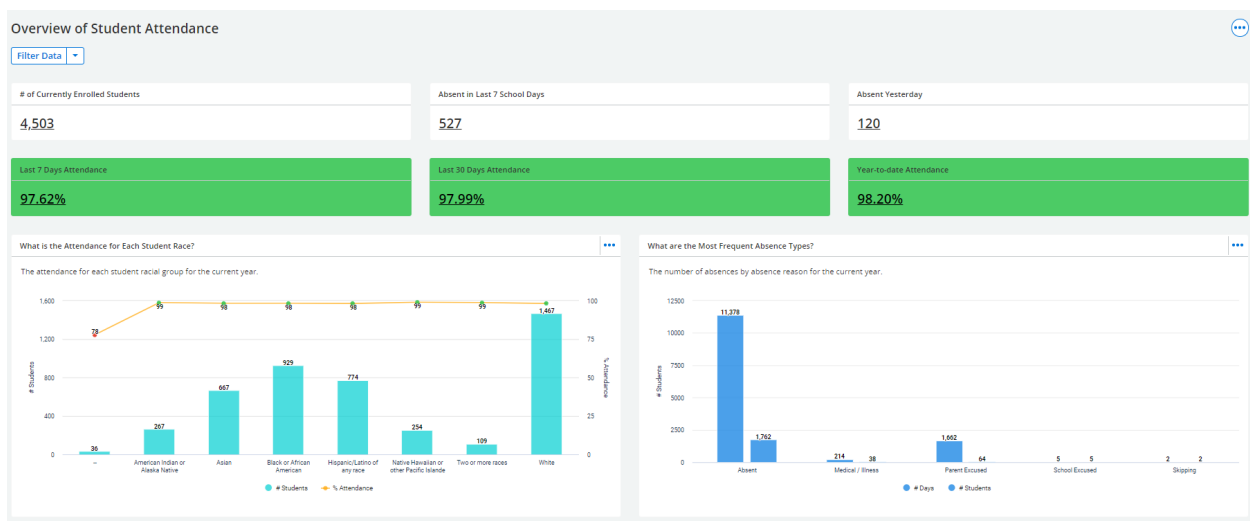 Overview of Student Attendance
Filter Data
# of Currently Enrolled Students
4,503
Absent in Last 7 School Days
527
Absent Yesterday
120
Last 7 Days Attendance
97.62%
Last 30 Days Attendance
97.99%
Year-to-date Attendance
98.20%
What is the Attendance for Each Student Race?
The attendance for each student racial group for the current year.
1,600
1,200
800
400
0
# Students
100
75
50
25
0
% Attendance
78
99
98
98
98
99
99
1,467
36
267
667
929
774
254
109
--
American Indian or
Alaska Native
Asian
Black or African
American
Hispanic/Latino of
any race
Native Hawaiian or
other Pacific Islande
Two or more races
White
# Students
% Attendance
What are the Most Frequent Absence Types?
The number of absences by absence reason for the current year.
12500
10000
7500
5000
2500
0
# Students
11,378
1,762
214
38
1,662
64
5
5
2
2
Absent
Medical / Illness
Parent Excused
School Excused
Skipping
# Days
# Students